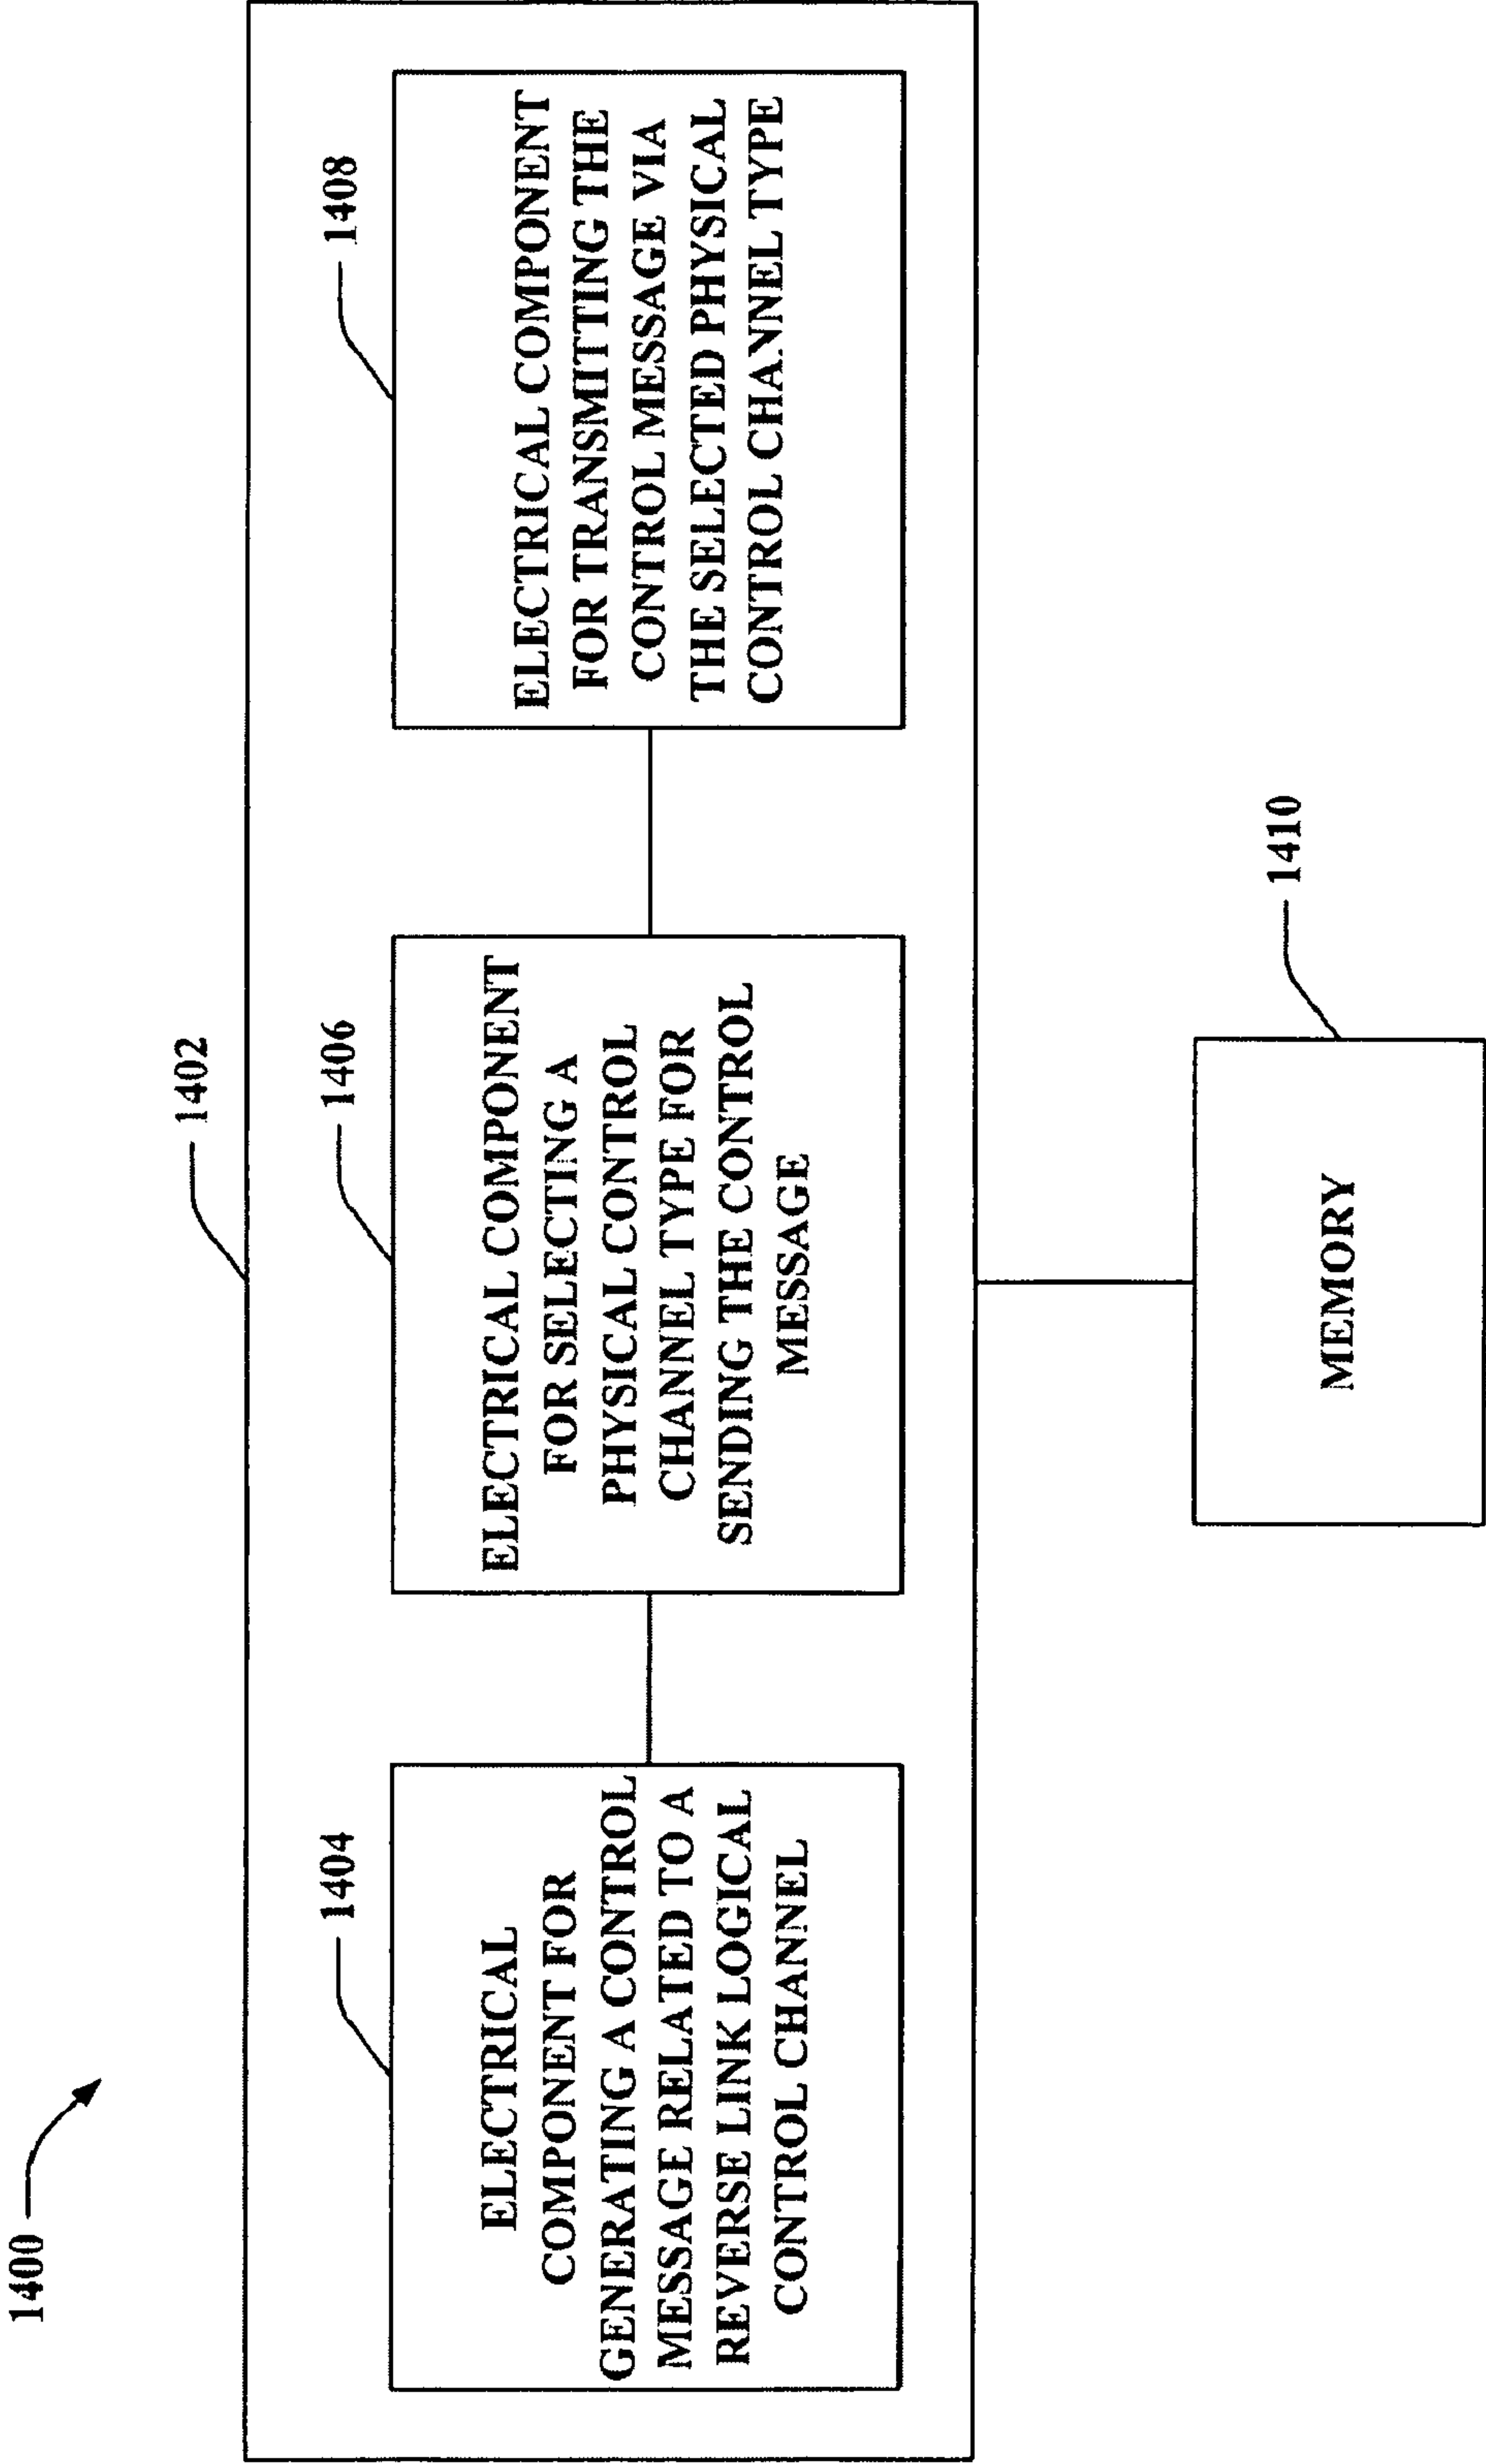 1400
1402
1404
ELECTRICAL
COMPONENT FOR
GENERATING A CONTROL
MESSAGE RELATED TO A
REVERSE LINK LOGICAL
CONTROL CHANNEL
1406
ELECTRICAL COMPONENT
FOR SELECTING A
PHYSICAL CONTROL
CHANNEL TYPE FOR
SENDING THE CONTROL
MESSAGE
1408
ELECTRICAL COMPONENT
FOR TRANSMITTING THE
CONTROL MESSAGE VIA
THE SELECTED PHYSICAL
CONTROL CHANNEL TYPE
1410
MEMORY